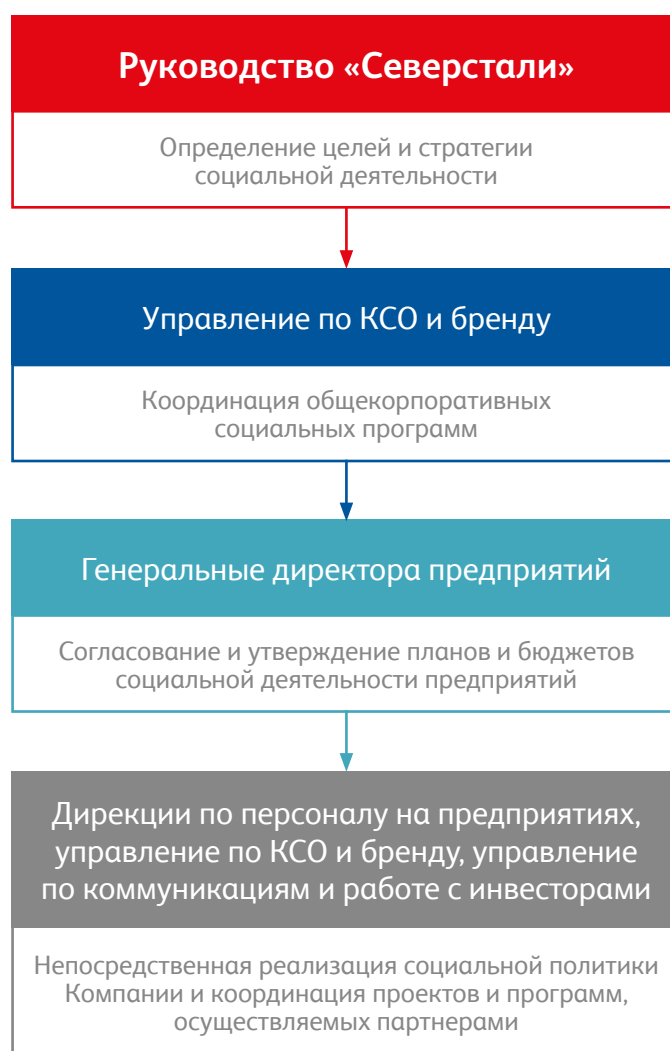 Руководство «Северстали»
Определение целей и стратегии
социальной деятельности
Управление по КСО и бренду
Координация общекорпоративных
социальных программ
Генеральные директора предприятий
Согласование и утверждение планов и бюджетов
социальной деятельности предприятий
Дирекции по персоналу на предприятиях,
управление по КСО и бренду, управление
по коммуникациям и работе с инвесторами
Непосредственная реализация социальной политики
Компании и координация проектов и программ,
осуществляемых партнерами